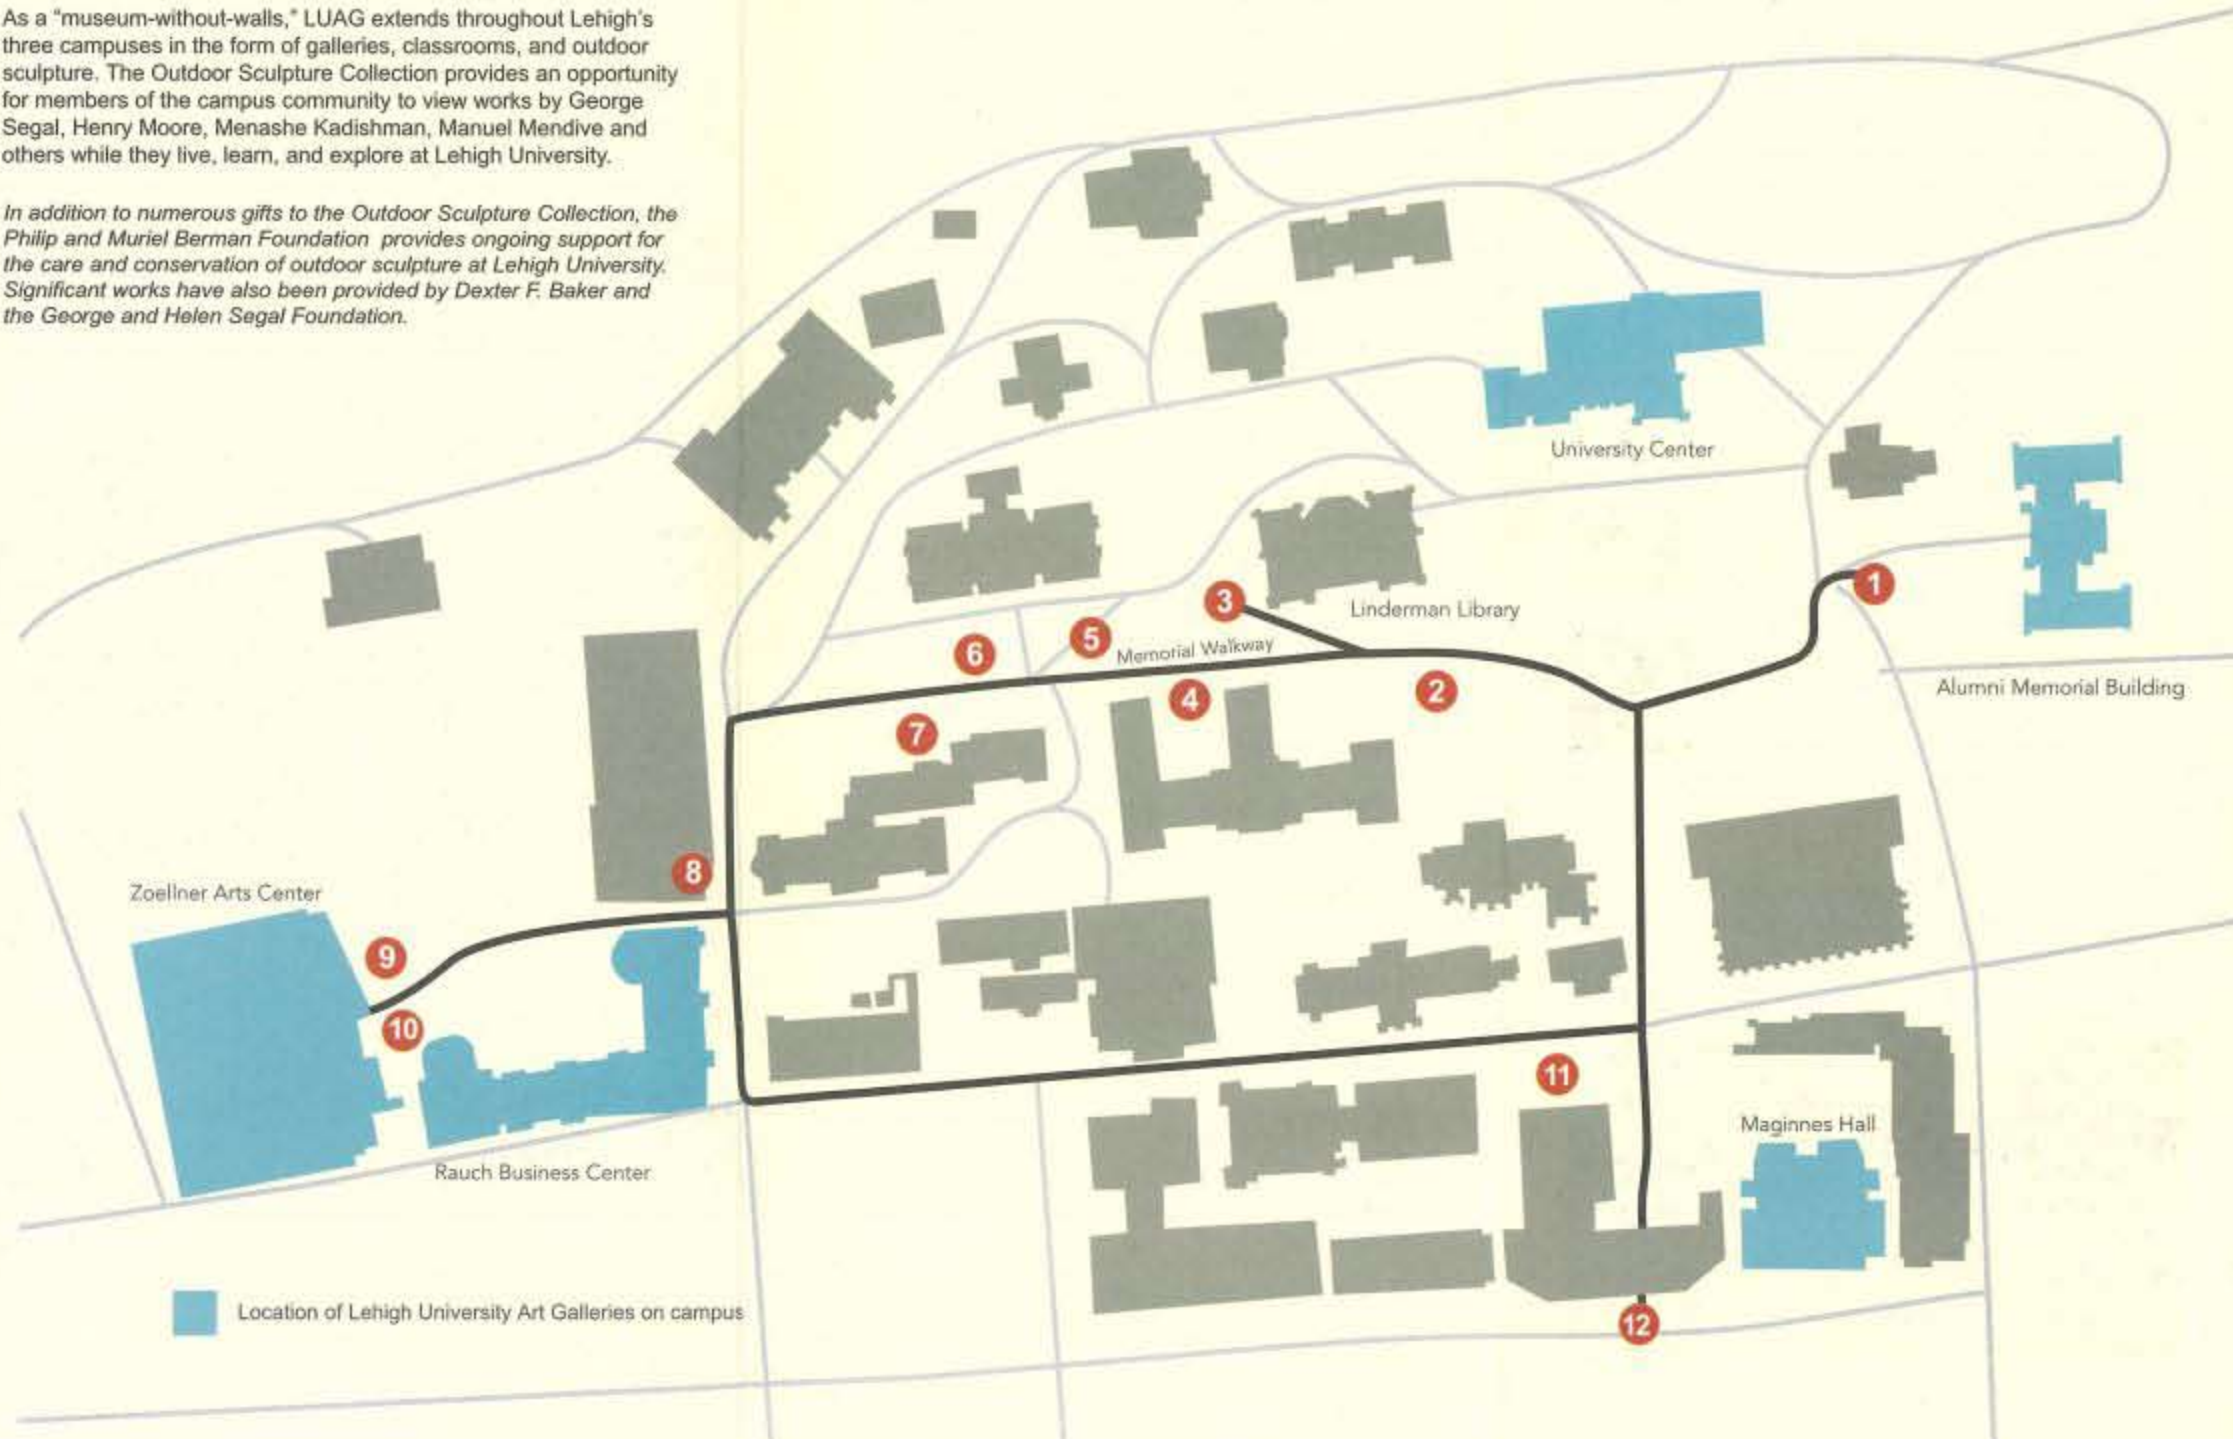 As a "museum-without-walls," LUAG extends throughout Lehigh's
three campuses in the form of galleries, classrooms, and outdoor
sculpture. The Outdoor Sculpture Collection provides an opportunity
for members of the campus community to view works by George
Segal, Henry Moore, Menashe Kadishman, Manuel Mendive and
others while they live, learn, and explore at Lehigh University.
In addition to numerous gifts to the Outdoor Sculpture Collection, the
Philip and Muriel Berman Foundation provides ongoing support for
the care and conservation of outdoor sculpture at Lehigh University.
Significant works have also been provided by Dexter F. Baker and
the George and Helen Segal Foundation.
University Center
1
3
Linderman Library
5
Memorial Walkway
6
4
2
Alumni Memorial Building
7
8
Zoellner Arts Center
9
10
11
Maginnes Hall
Rauch Business Center
Location of Lehigh University Art Galleries on campus
12